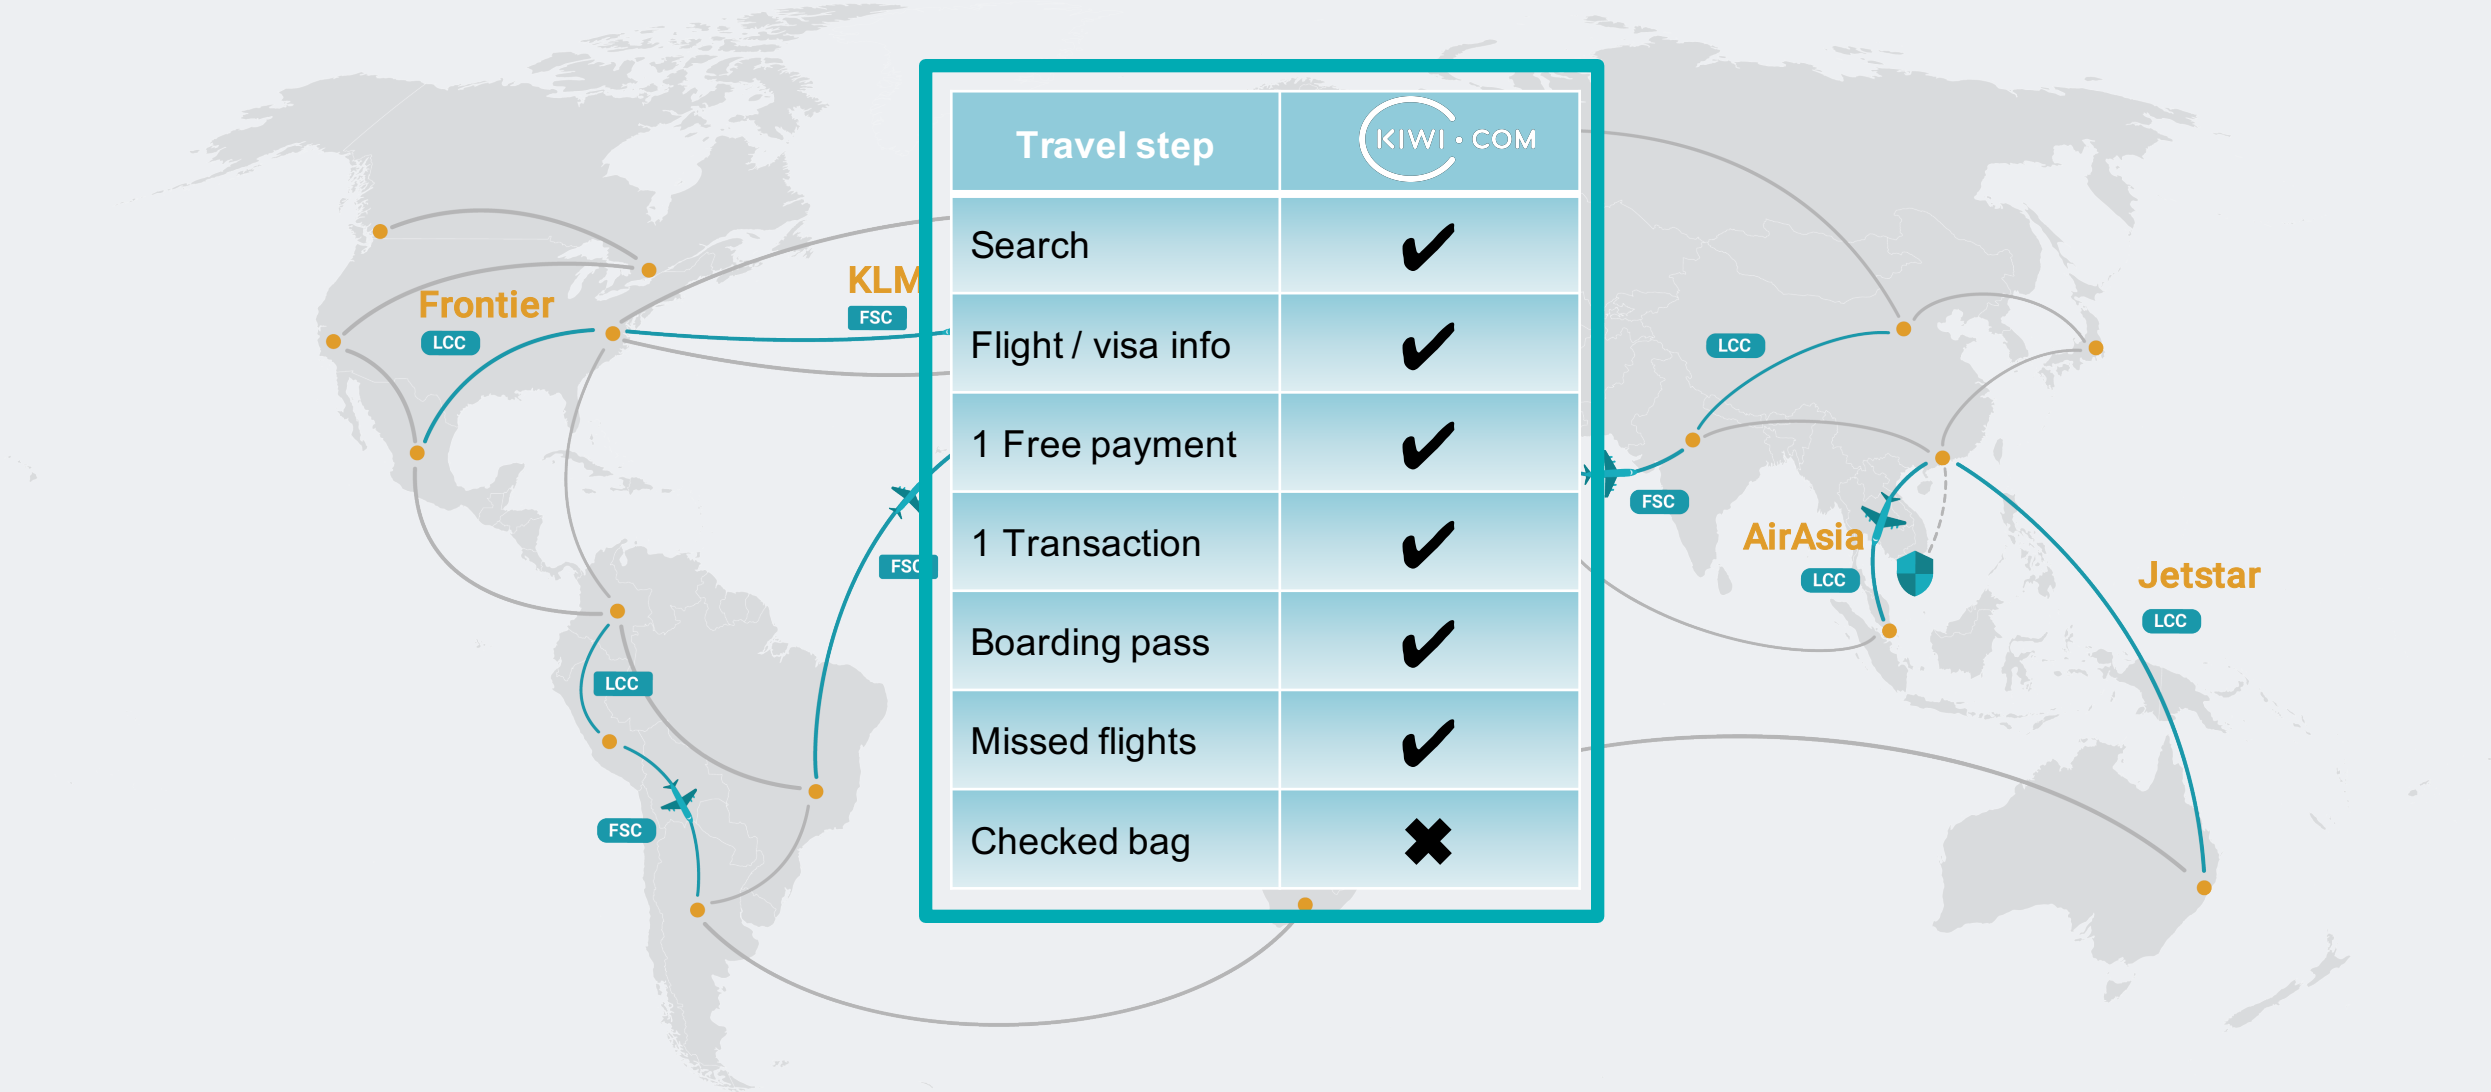 Travel step
KIWI.COM
Search
Flight / visa info
1 Free payment
1 Transaction
Boarding pass
Missed flights
Checked bag
KLM
FSC
Frontier
LCC
FSC
LCC
FSC
LCC
FSC
AirAsia
LCC
Jetstar
LCC